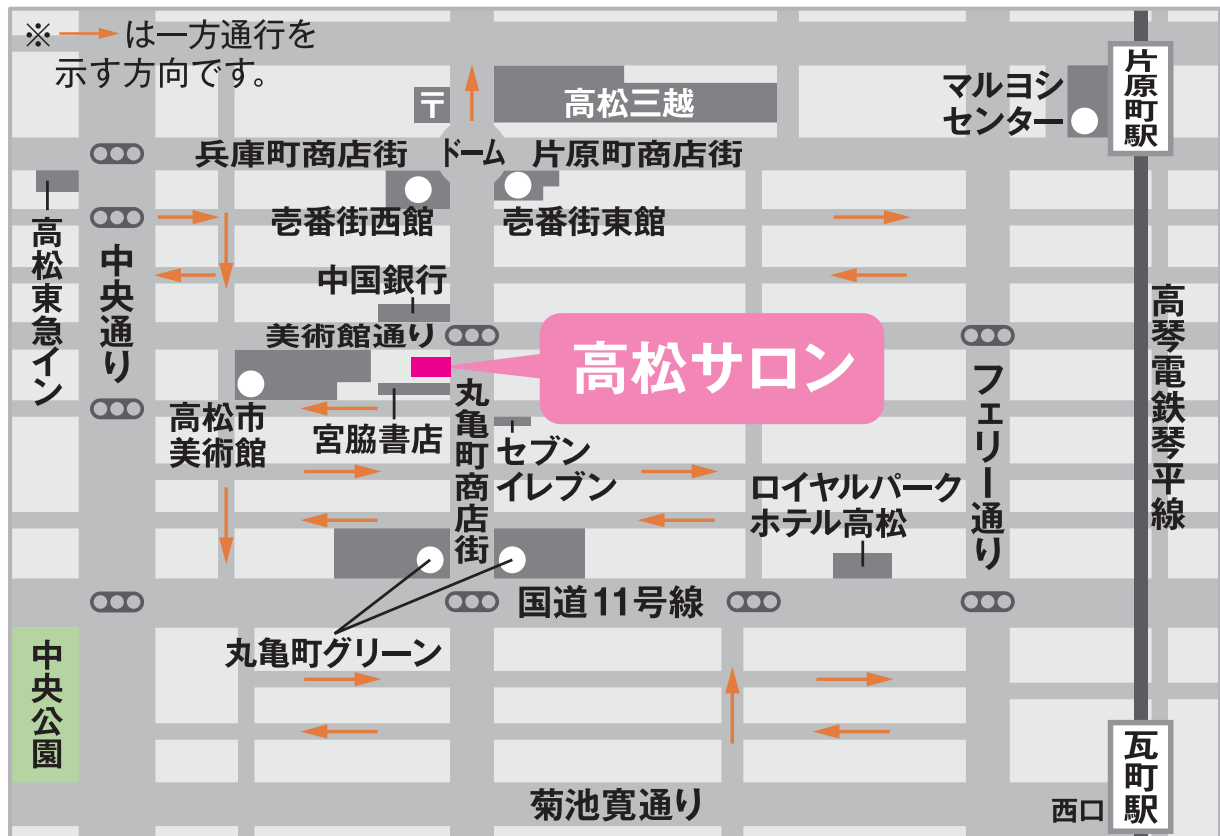 ※→は一方通行を
示す方向です。
片原町駅
マルヨシ
センター
〒
高松三越
兵庫町商店街
ドーム
片原町商店街
壱番街西館
壱番街東館
高松東急イン
中央通り
中国銀行
美術館通り
高松サロン
高松市
美術館
宮脇書店
丸亀町商店街
セブン
イレブン
ロイヤルパーク
ホテル高松
フェリー通り
高琴電鉄琴平線
国道11号線
丸亀町グリーン
中央公園
菊池寛通り
西口
瓦町駅